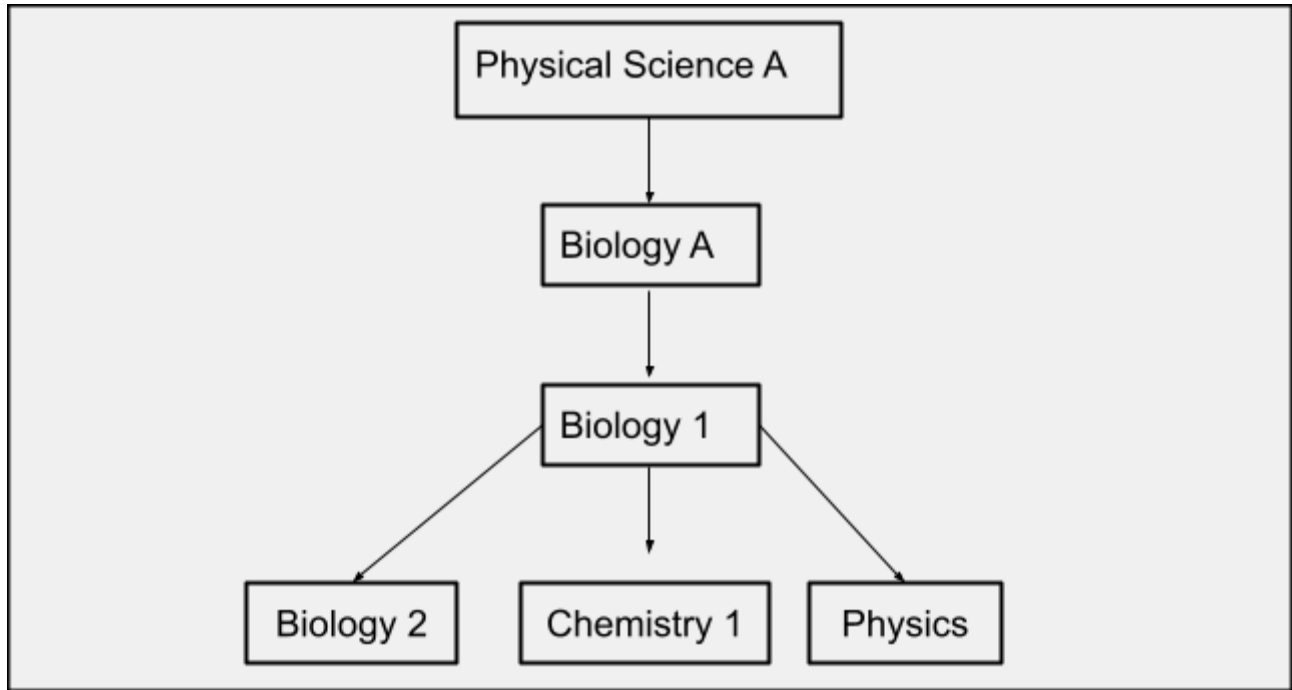 Physical Science A
Biology A
Biology 1
Biology 2
Chemistry 1
Physics